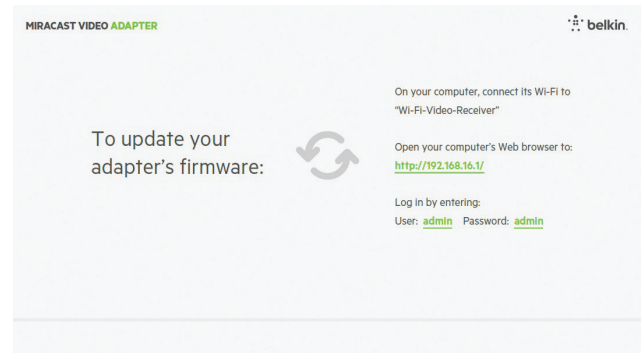 MIRACAST VIDEO ADAPTER
belkin.
To update your
adapter's firmware:
On your computer, connect its Wi-Fi to
"Wi-Fi-Video-Receiver"
Open your computer's Web browser to:
http://192.168.16.1/
Log in by entering:
User: admin Password: admin